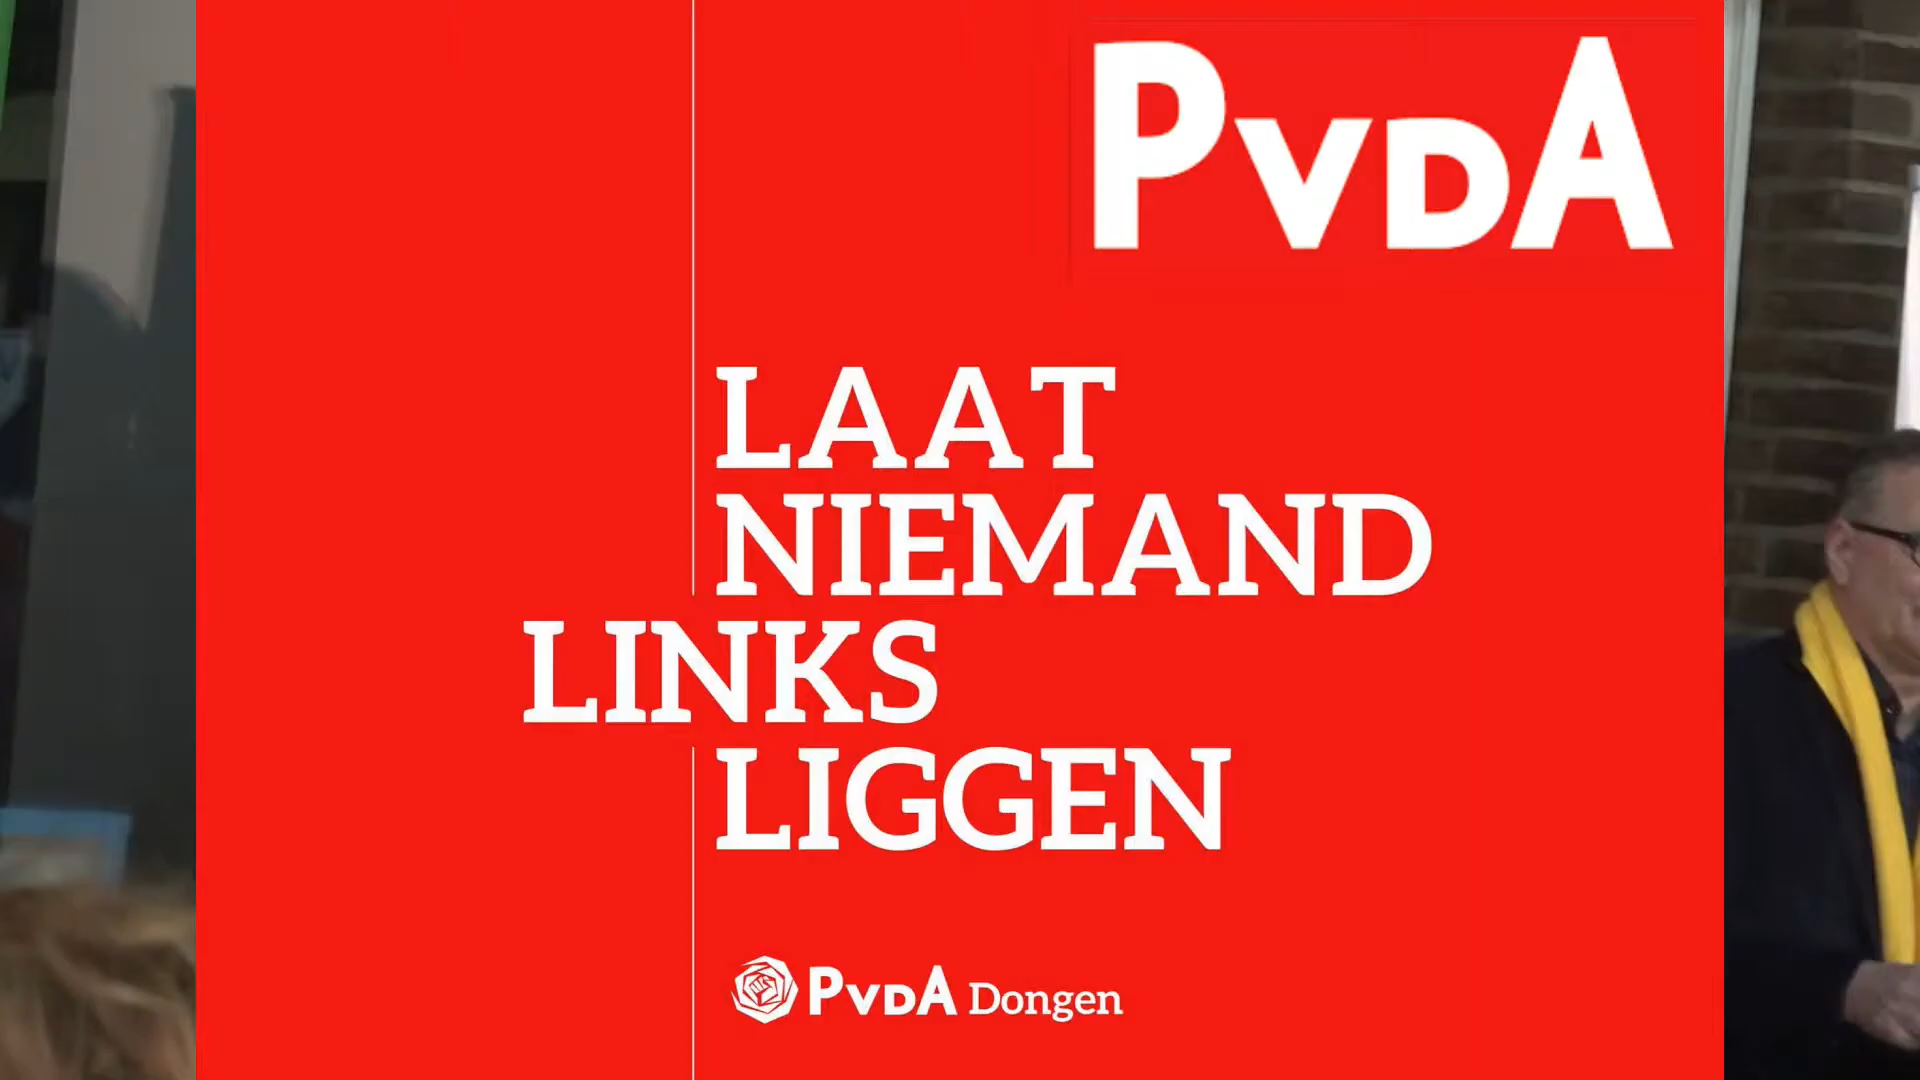 PvdA
LAAT
NIEMAND
LINKS
LIGGEN
PvdA Dongen